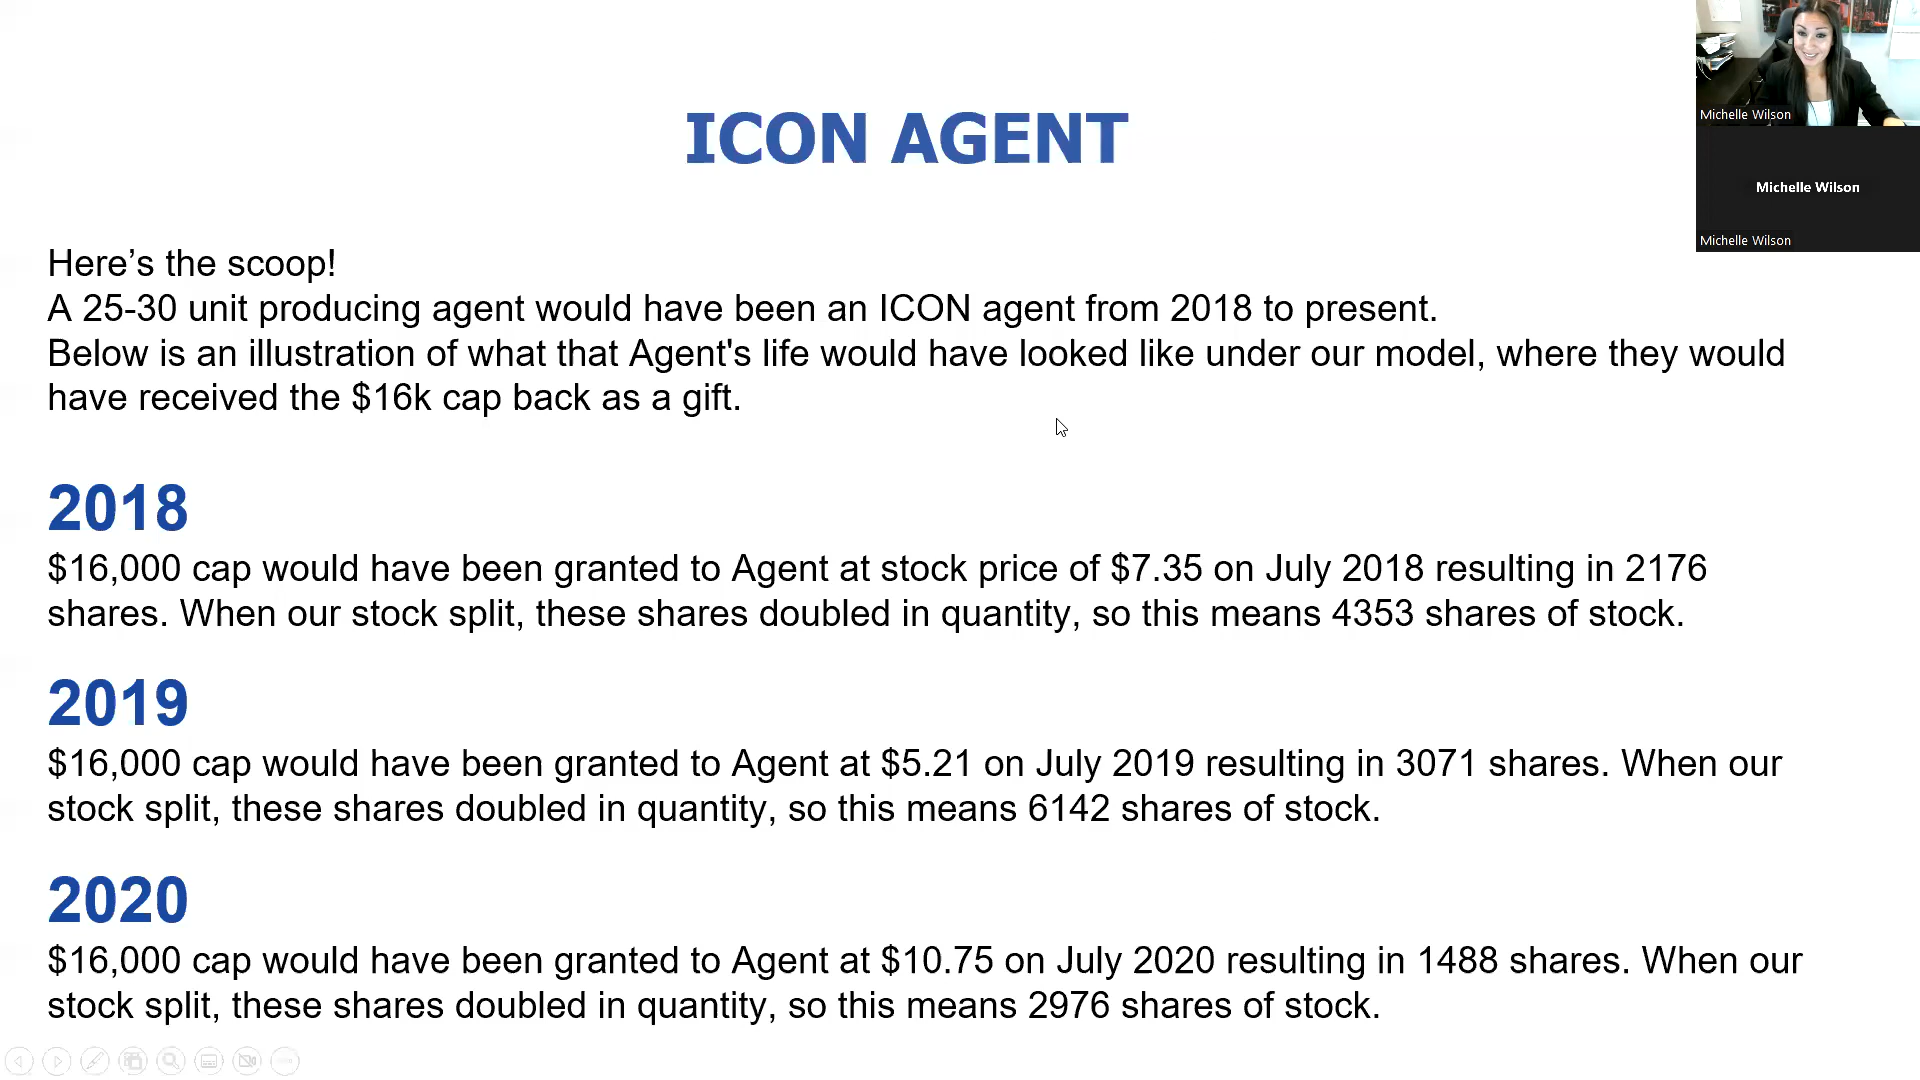 ICON AGENT
Michelle Wilson
Michelle Wilson
Michelle Wilson
Here’s the scoop!
A 25-30 unit producing agent would have been an ICON agent from 2018 to present.
Below is an illustration of what that Agent's life would have looked like under our model, where they would
have received the $16k cap back as a gift.
2018
$16,000 cap would have been granted to Agent at stock price of $7.35 on July 2018 resulting in 2176
shares. When our stock split, these shares doubled in quantity, so this means 4353 shares of stock.
2019
$16,000 cap would have been granted to Agent at $5.21 on July 2019 resulting in 3071 shares. When our
stock split, these shares doubled in quantity, so this means 6142 shares of stock.
2020
$16,000 cap would have been granted to Agent at $10.75 on July 2020 resulting in 1488 shares. When our
stock split, these shares doubled in quantity, so this means 2976 shares of stock.